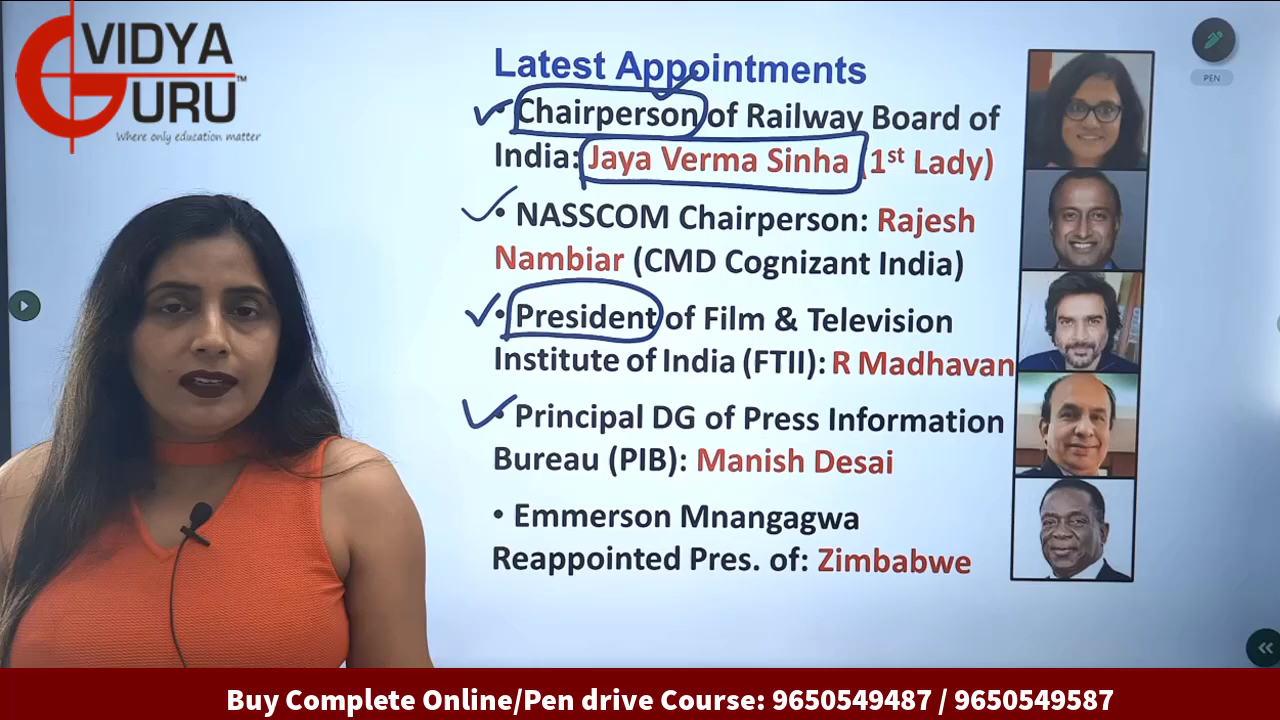 VIDYA
GURU™
Where only education matter
Latest Appointments
• Chairperson of Railway Board of
India: Jaya Verma Sinha (1st Lady)
• NASSCOM Chairperson: Rajesh
Nambiar (CMD Cognizant India)
• President of Film & Television
Institute of India (FTII): R Madhavan
• Principal DG of Press Information
Bureau (PIB): Manish Desai
• Emmerson Mnangagwa
Reappointed Pres. of: Zimbabwe
PEN
Buy Complete Online/Pen drive Course: 9650549487 / 9650549587